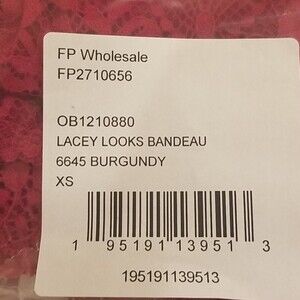 FP Wholesale
FP2710656
OB1210880
LACEY LOOKS BANDEAU
6645 BURGUNDY
XS
1 95191 13951 3
195191139513